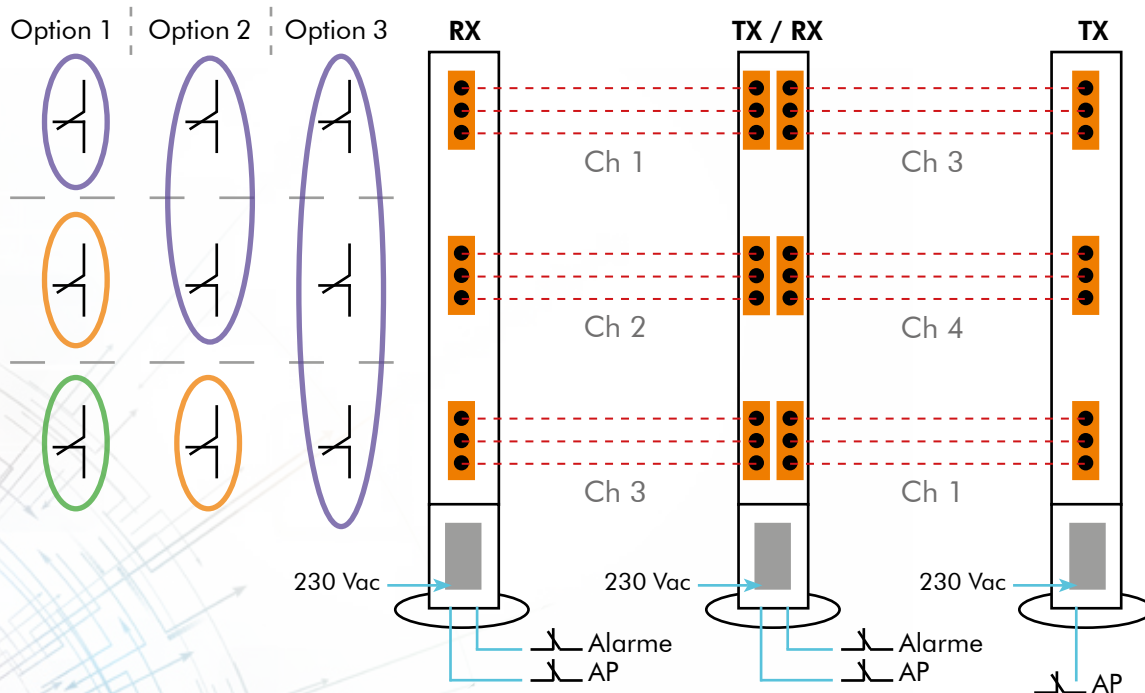 Option 1 Option 2 Option 3 RX TX / RX TX
Ch 1 Ch 3
Ch 2 Ch 4
Ch 3 Ch 1
230 Vac 230 Vac 230 Vac
Alarme Alarme
AP AP AP